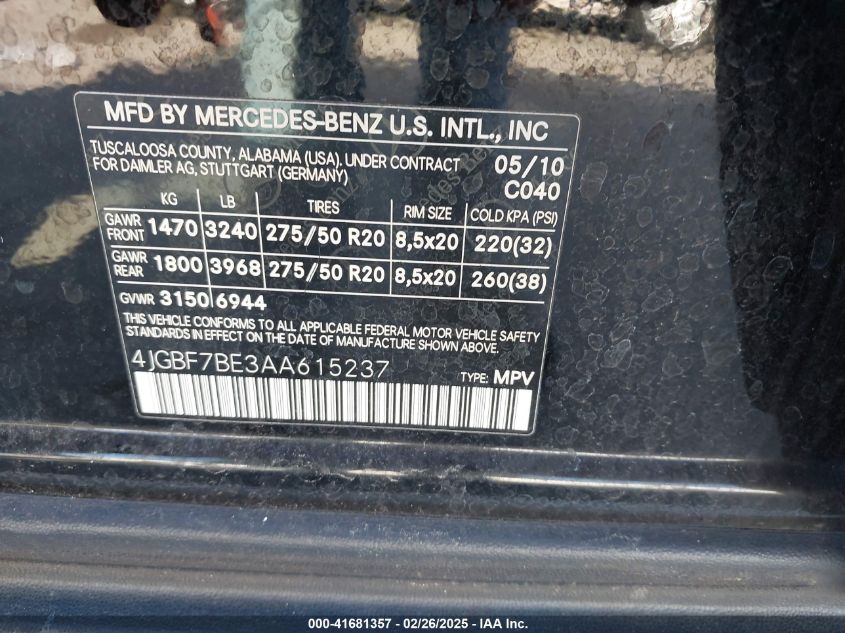 MFD BY MERCEDES-BENZ U.S. INTL., INC
TUSCALOOSA COUNTY, ALABAMA (USA). UNDER CONTRACT 05/10
FOR DAIMLER AG, STUTTGART (GERMANY) C040
KG LB TIRES RIM SIZE COLD KPA (PSI)
GAWR FRONT 1470 3240 275/50 R20 8,5x20 220(32)
GAWR REAR 1800 3968 275/50 R20 8,5x20 260(38)
GVWR 3150 6944
THIS VEHICLE CONFORMS TO ALL APPLICABLE FEDERAL MOTOR VEHICLE SAFETY
STANDARDS IN EFFECT ON THE DATE OF MANUFACTURE SHOWN ABOVE.
4JGBF7BE3AA615237 TYPE: MPV
000-41681357 - 02/26/2025 - IAA Inc.